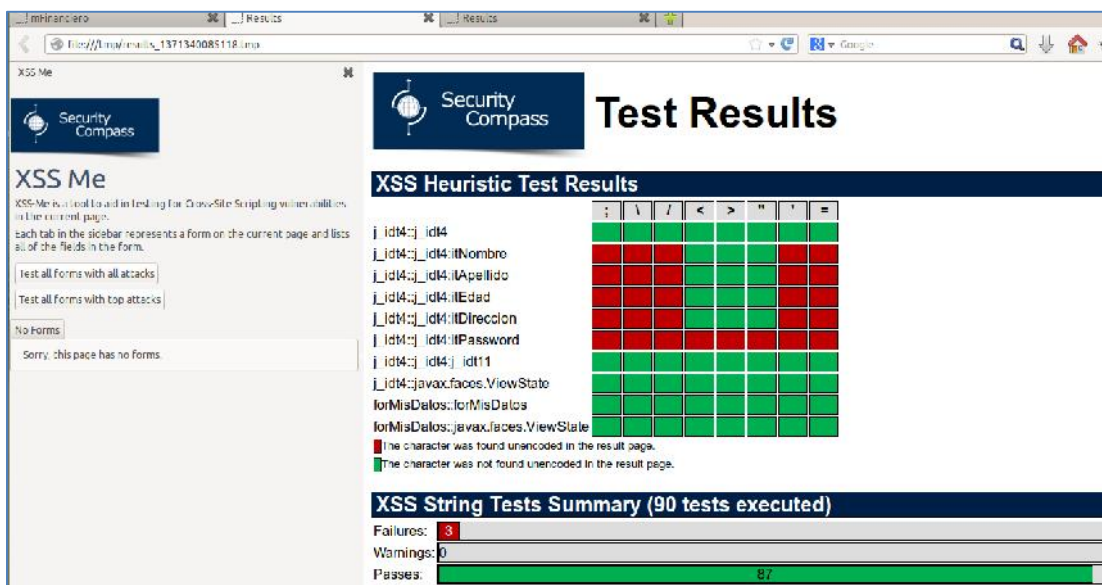 mFinanciero
Results
Results
file:///tmp/results_1371340085118.tmp
Google
XSS Me
Security
Compass
XSS Me
XSS-Me is a tool to aid in testing for Cross-Site Scripting vulnerabilities
in the current page.
Each tab in the sidebar represents a form on the current page and lists
all of the fields in the form.
Test all forms with all attacks
Test all forms with top attacks
No Forms
Sorry, this page has no forms.
Security
Compass
Test Results
XSS Heuristic Test Results
; \ / < > " ' =
j_idt4::j_idt4
j_idt4::j_idt4:itNombre
j_idt4::j_idt4:itApellido
j_idt4::j_idt4:itEdad
j_idt4::j_idt4:itDireccion
j_idt4::j_idt4:itPassword
j_idt4::j_idt4:j_idt11
j_idt4::javax.faces.ViewState
forMisDatos::forMisDatos
forMisDatos::javax.faces.ViewState
The character was found unencoded in the result page.
The character was not found unencoded in the result page.
XSS String Tests Summary (90 tests executed)
Failures: 3
Warnings: 0
Passes: 87